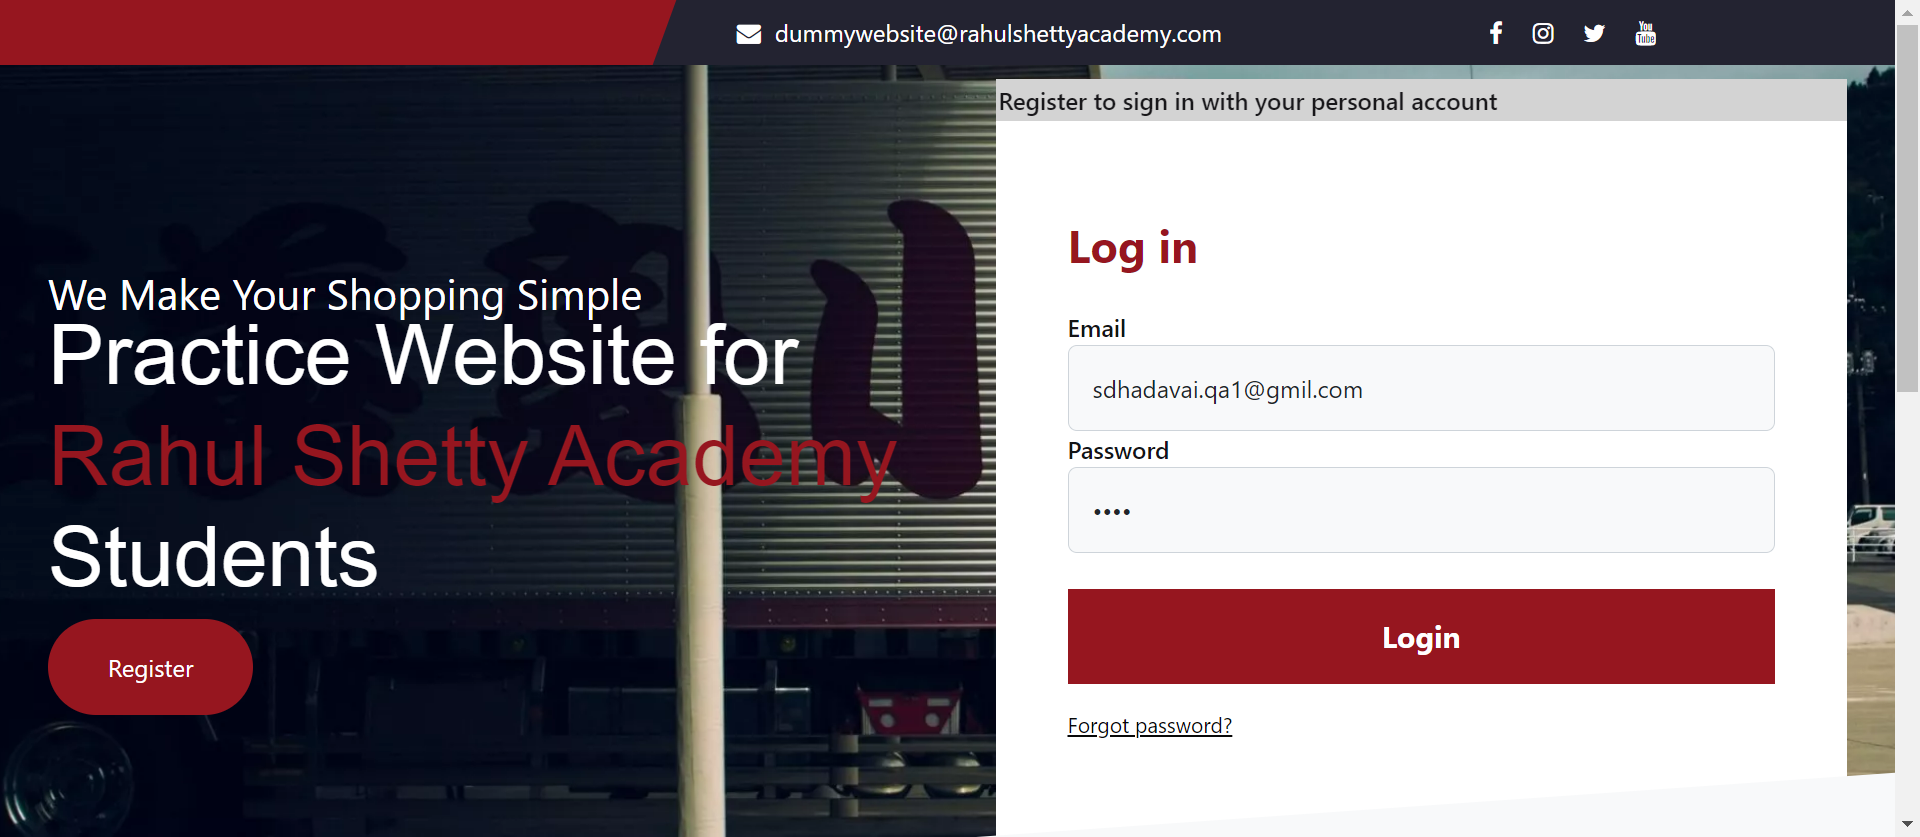 dummywebsite@rahulshettyacademy.com
You
Tube
Register to sign in with your personal account
We Make Your Shopping Simple
Practice Website for
Rahul Shetty Academy
Students
Register
Log in
Email
sdhadavai.qa1@gmil.com
Password
••••
Login
Forgot password?